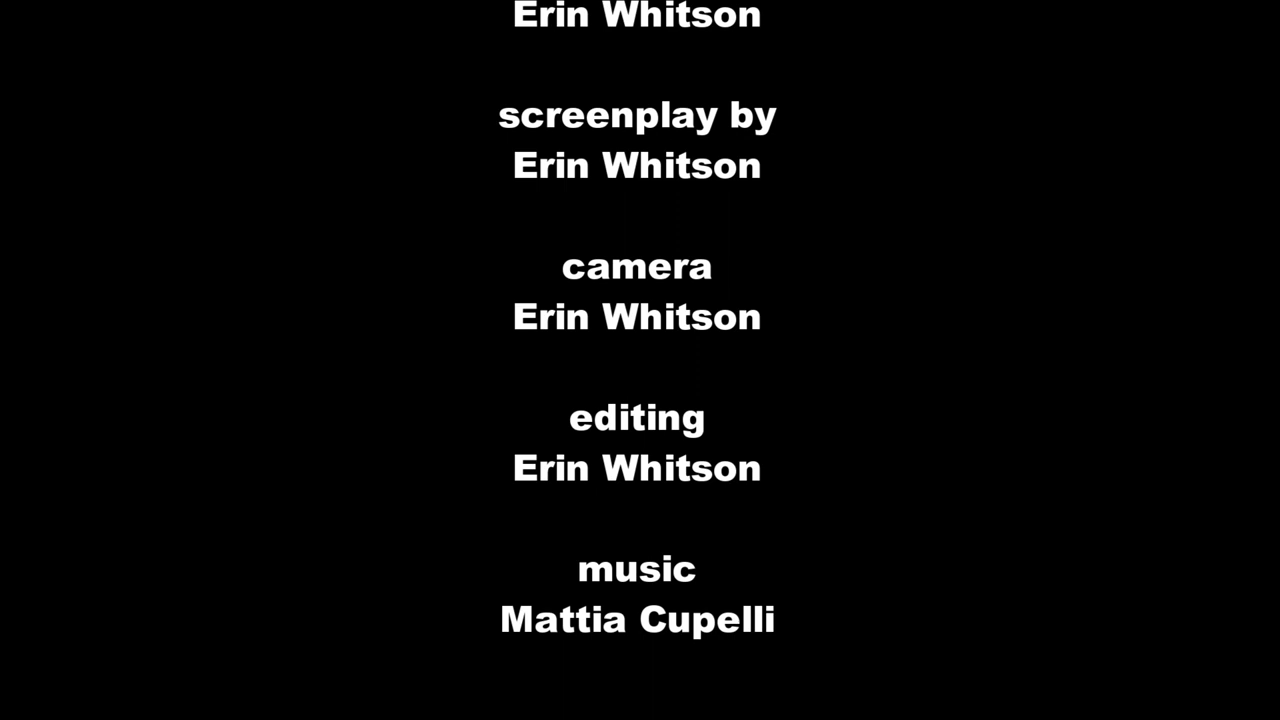 Erin Whitson
screenplay by
Erin Whitson
camera
Erin Whitson
editing
Erin Whitson
music
Mattia Cupelli